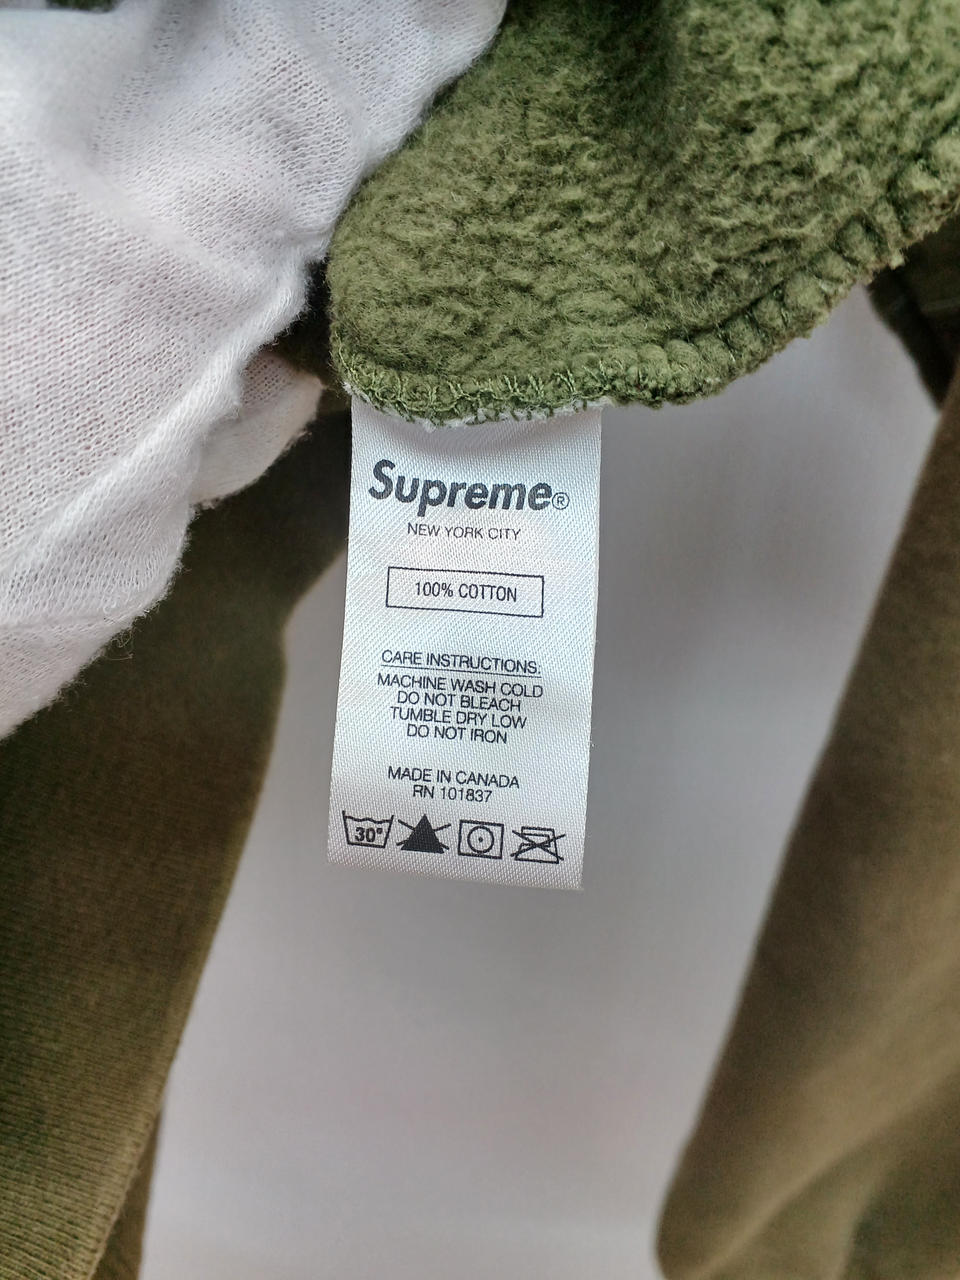 Supreme®
NEW YORK CITY
100% COTTON
CARE INSTRUCTIONS.
MACHINE WASH COLD
DO NOT BLEACH
TUMBLE DRY LOW
DO NOT IRON
MADE IN CANADA
RN 101837
30°